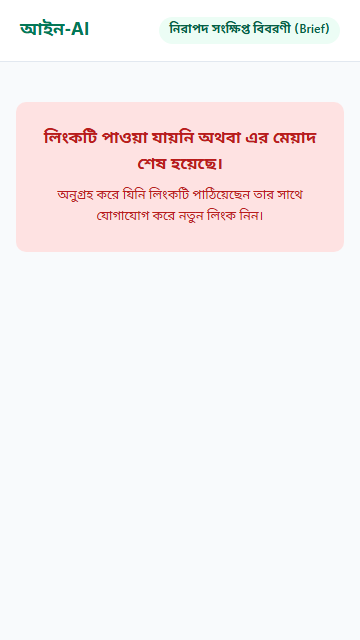 আইন-AI
নিরাপদ সংক্ষিপ্ত বিবরণী (Brief)
লিংকটি পাওয়া যায়নি অথবা এর মেয়াদ
শেষ হয়েছে।
অনুগ্রহ করে যিনি লিংকটি পাঠিয়েছেন তার সাথে
যোগাযোগ করে নতুন লিংক নিন।